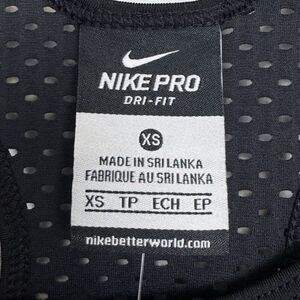 NIKE PRO
DRI-FIT
XS
MADE IN SRI LANKA
FABRIQUE AU SRI LANKA
XS TP ECH EP
nikebetterworld.com